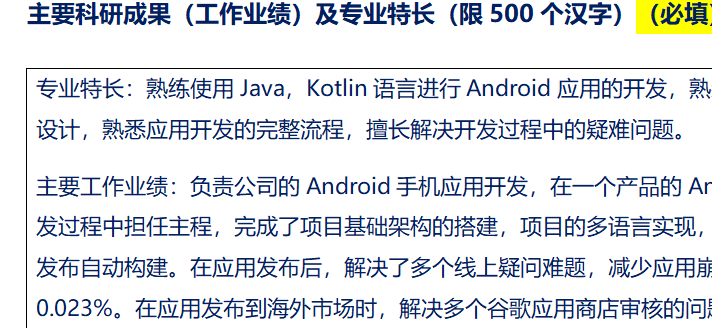 主要科研成果（工作业绩）及专业特长（限 500 个汉字）（必填
专业特长：熟练使用 Java，Kotlin 语言进行 Android 应用的开发，熟
设计，熟悉应用开发的完整流程，擅长解决开发过程中的疑难问题。
主要工作业绩：负责公司的 Android 手机应用开发，在一个产品的 An
发过程中担任主程，完成了项目基础架构的搭建，项目的多语言实现，
发布自动构建。在应用发布后，解决了多个线上疑问难题，减少应用崩
0.023%。在应用发布到海外市场时，解决多个谷歌应用商店审核的问